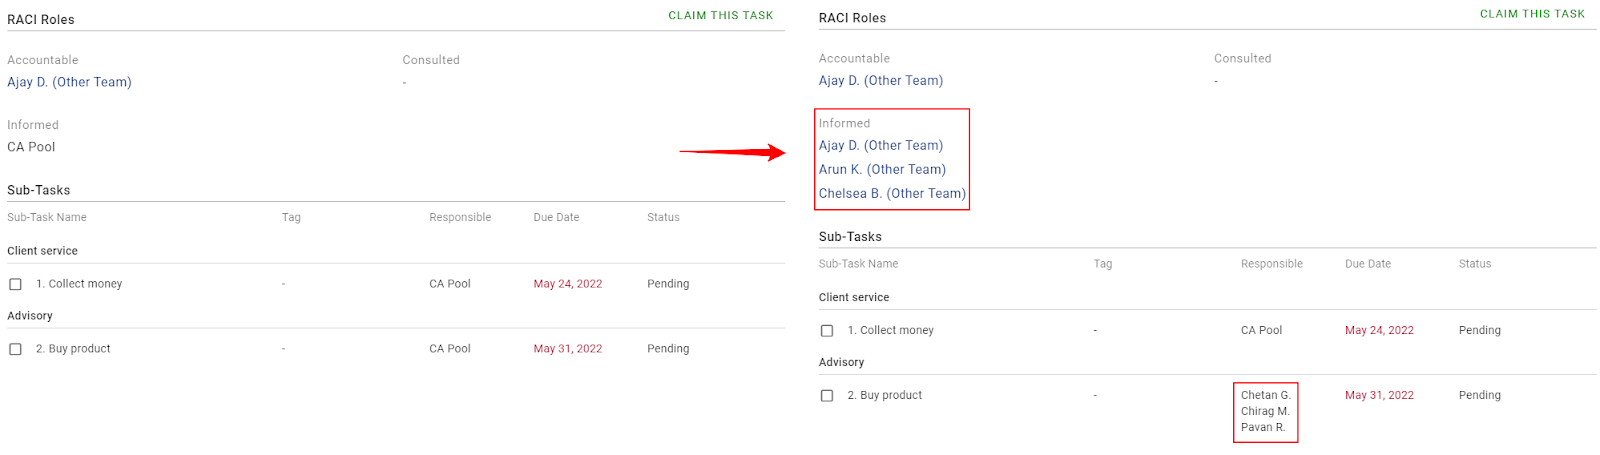 RACI Roles CLAIM THIS TASK
Accountable Consulted
Ajay D. (Other Team) -
Informed
CA Pool
Sub-Tasks
Sub-Task Name Tag Responsible Due Date Status
Client service
1. Collect money - CA Pool May 24, 2022 Pending
Advisory
2. Buy product - CA Pool May 31, 2022 Pending
RACI Roles CLAIM THIS TASK
Accountable Consulted
Ajay D. (Other Team) -
Informed
Ajay D. (Other Team)
Arun K. (Other Team)
Chelsea B. (Other Team)
Sub-Tasks
Sub-Task Name Tag Responsible Due Date Status
Client service
1. Collect money - CA Pool May 24, 2022 Pending
Advisory
2. Buy product - Chetan G. May 31, 2022 Pending
Chirag M.
Pavan R.